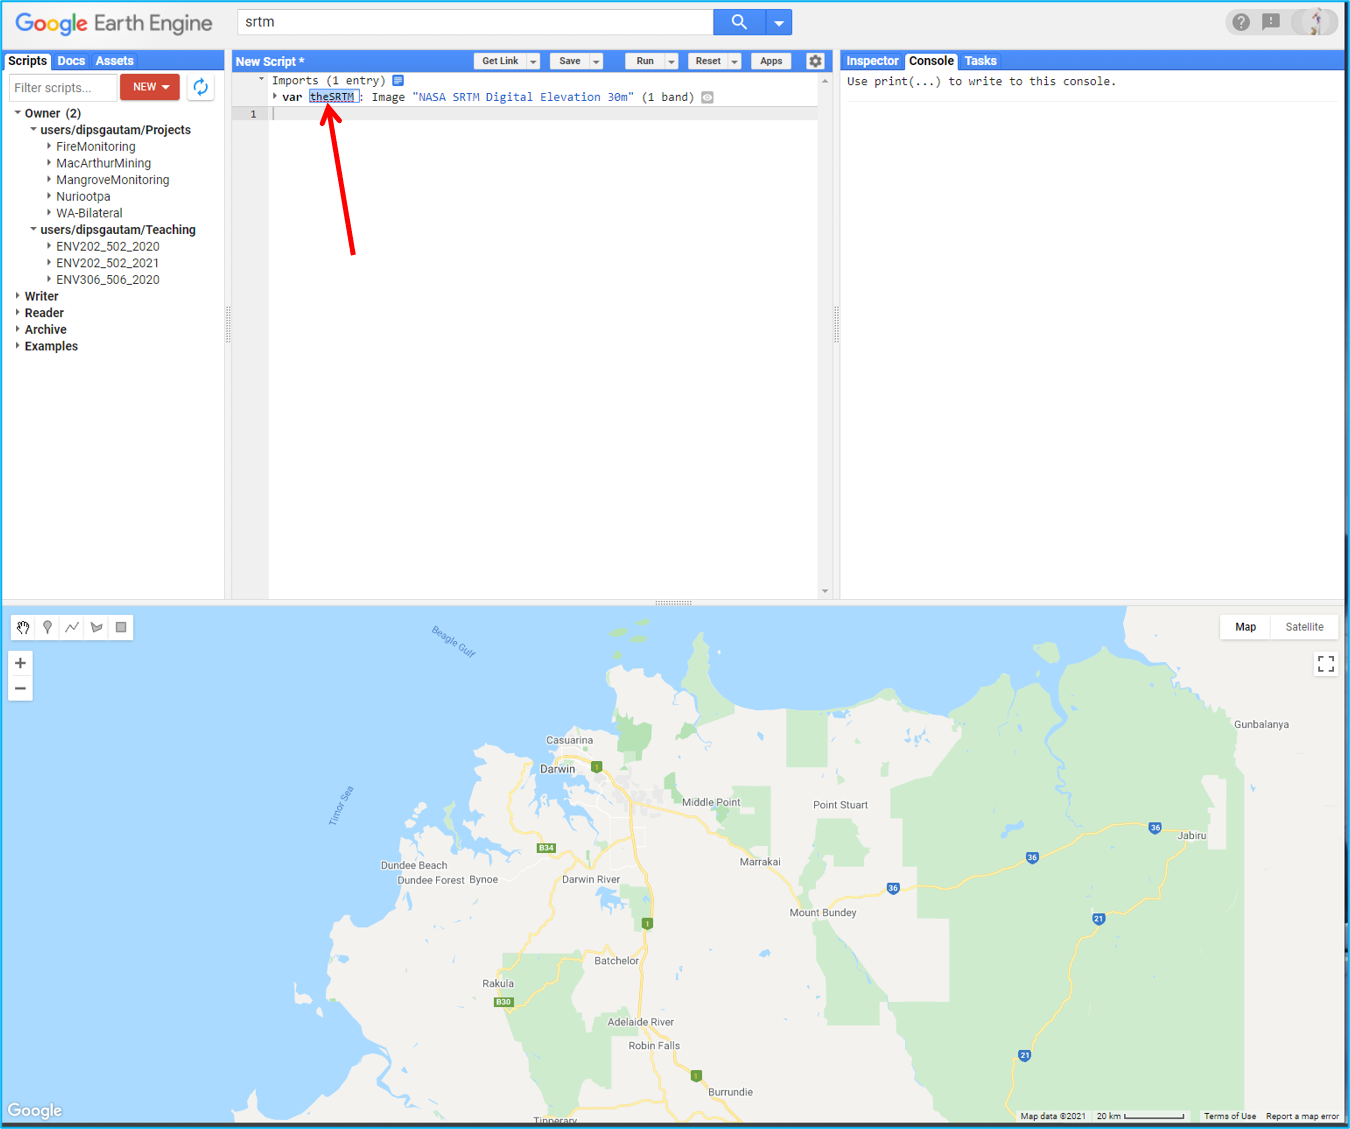 Google Earth Engine
srtm
Scripts Docs Assets
Filter scripts... NEW
Owner (2)
users/dipsgautam/Projects
FireMonitoring
MacArthurMining
MangroveMonitoring
Nuriootpa
WA-Bilateral
users/dipsgautam/Teaching
ENV202_502_2020
ENV202_502_2021
ENV306_506_2020
Writer
Reader
Archive
Examples
New Script * Get Link Save Run Reset Apps
Imports (1 entry)
var theSRTM : Image "NASA SRTM Digital Elevation 30m" (1 band)
1
Inspector Console Tasks
Use print(...) to write to this console.
Map Satellite
Beagle Gulf
Gunbalanya
Casuarina
Darwin
1
Timor Sea
Middle Point
Point Stuart
36
Jabiru
B34
Marrakai
36
Dundee Beach
Dundee Forest Bynoe
Darwin River
36
Mount Bundey
21
1
Batchelor
Rakula
B30
Adelaide River
Robin Falls
21
1
Burrundie
Tipperary
Google
Map data ©2021 20 km Terms of Use Report a map error